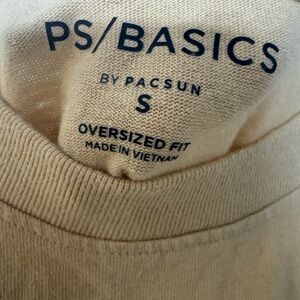 PS/BASICS
BY PACSUN
S
OVERSIZED FIT
MADE IN VIETNAM